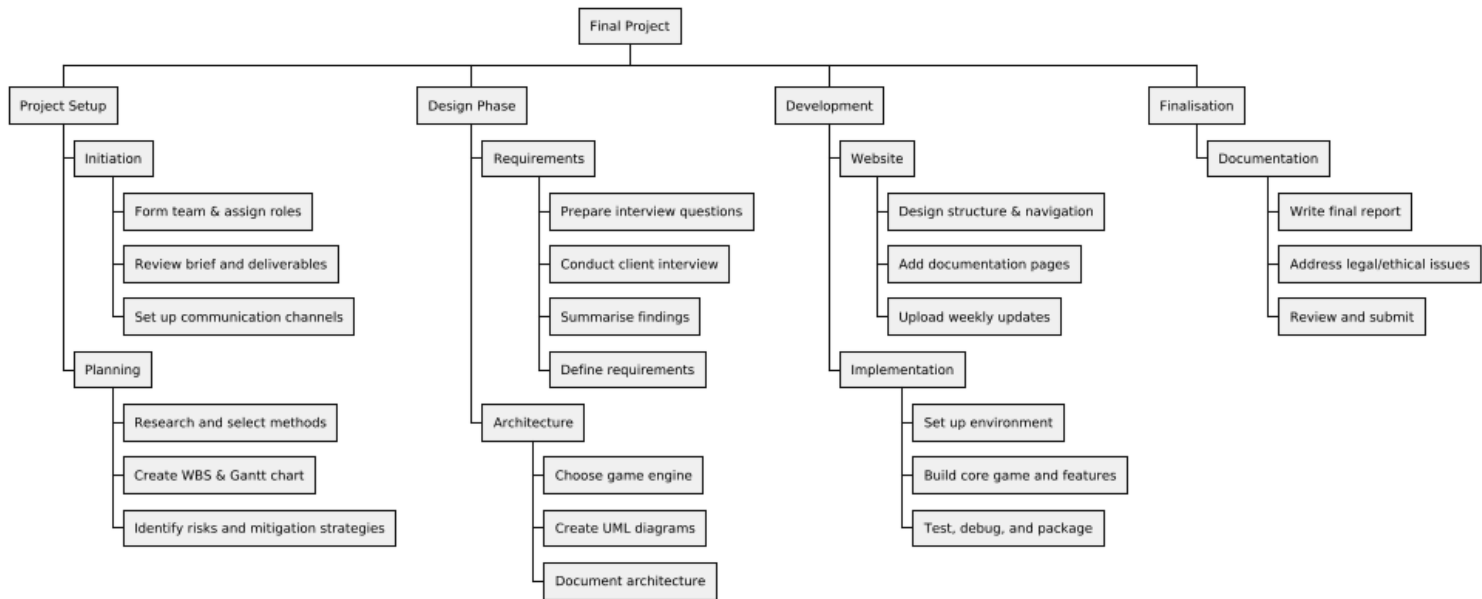 Final Project
Project Setup
Initiation
Form team & assign roles
Review brief and deliverables
Set up communication channels
Planning
Research and select methods
Create WBS & Gantt chart
Identify risks and mitigation strategies
Design Phase
Requirements
Prepare interview questions
Conduct client interview
Summarise findings
Define requirements
Architecture
Choose game engine
Create UML diagrams
Document architecture
Development
Website
Design structure & navigation
Add documentation pages
Upload weekly updates
Implementation
Set up environment
Build core game and features
Test, debug, and package
Finalisation
Documentation
Write final report
Address legal/ethical issues
Review and submit